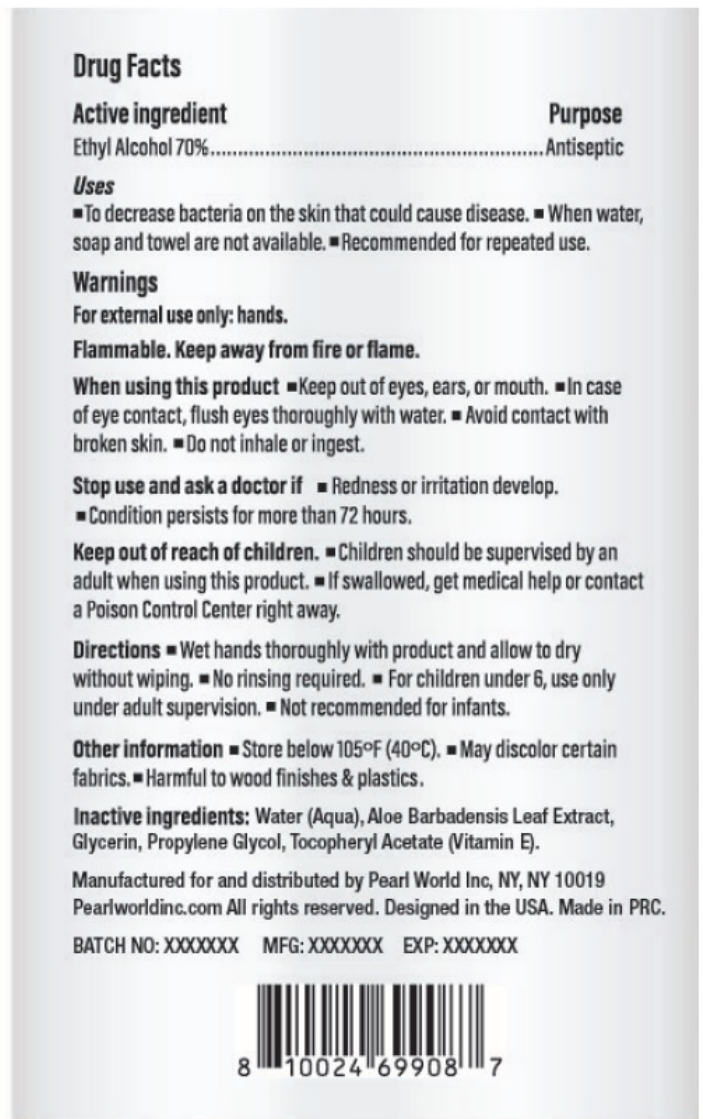 Drug Facts
Active ingredient Purpose
Ethyl Alcohol 70%..............................................................Antiseptic
Uses
▪To decrease bacteria on the skin that could cause disease. ▪ When water,
soap and towel are not available. ▪Recommended for repeated use.
Warnings
For external use only: hands.
Flammable. Keep away from fire or flame.
When using this product ▪Keep out of eyes, ears, or mouth. ▪In case
of eye contact, flush eyes thoroughly with water. ▪ Avoid contact with
broken skin. ▪Do not inhale or ingest.
Stop use and ask a doctor if ▪ Redness or irritation develop.
▪Condition persists for more than 72 hours.
Keep out of reach of children. ▪Children should be supervised by an
adult when using this product. ▪If swallowed, get medical help or contact
a Poison Control Center right away.
Directions ▪Wet hands thoroughly with product and allow to dry
without wiping. ▪No rinsing required. ▪ For children under 6, use only
under adult supervision. ▪Not recommended for infants.
Other information ▪Store below 105ºF (40ºC). ▪May discolor certain
fabrics.▪Harmful to wood finishes & plastics.
Inactive ingredients: Water (Aqua), Aloe Barbadensis Leaf Extract,
Glycerin, Propylene Glycol, Tocopheryl Acetate (Vitamin E).
Manufactured for and distributed by Pearl World Inc, NY, NY 10019
Pearlworldinc.com All rights reserved. Designed in the USA. Made in PRC.
BATCH NO: XXXXXXX MFG: XXXXXXX EXP: XXXXXXX
8 10024 69908 7